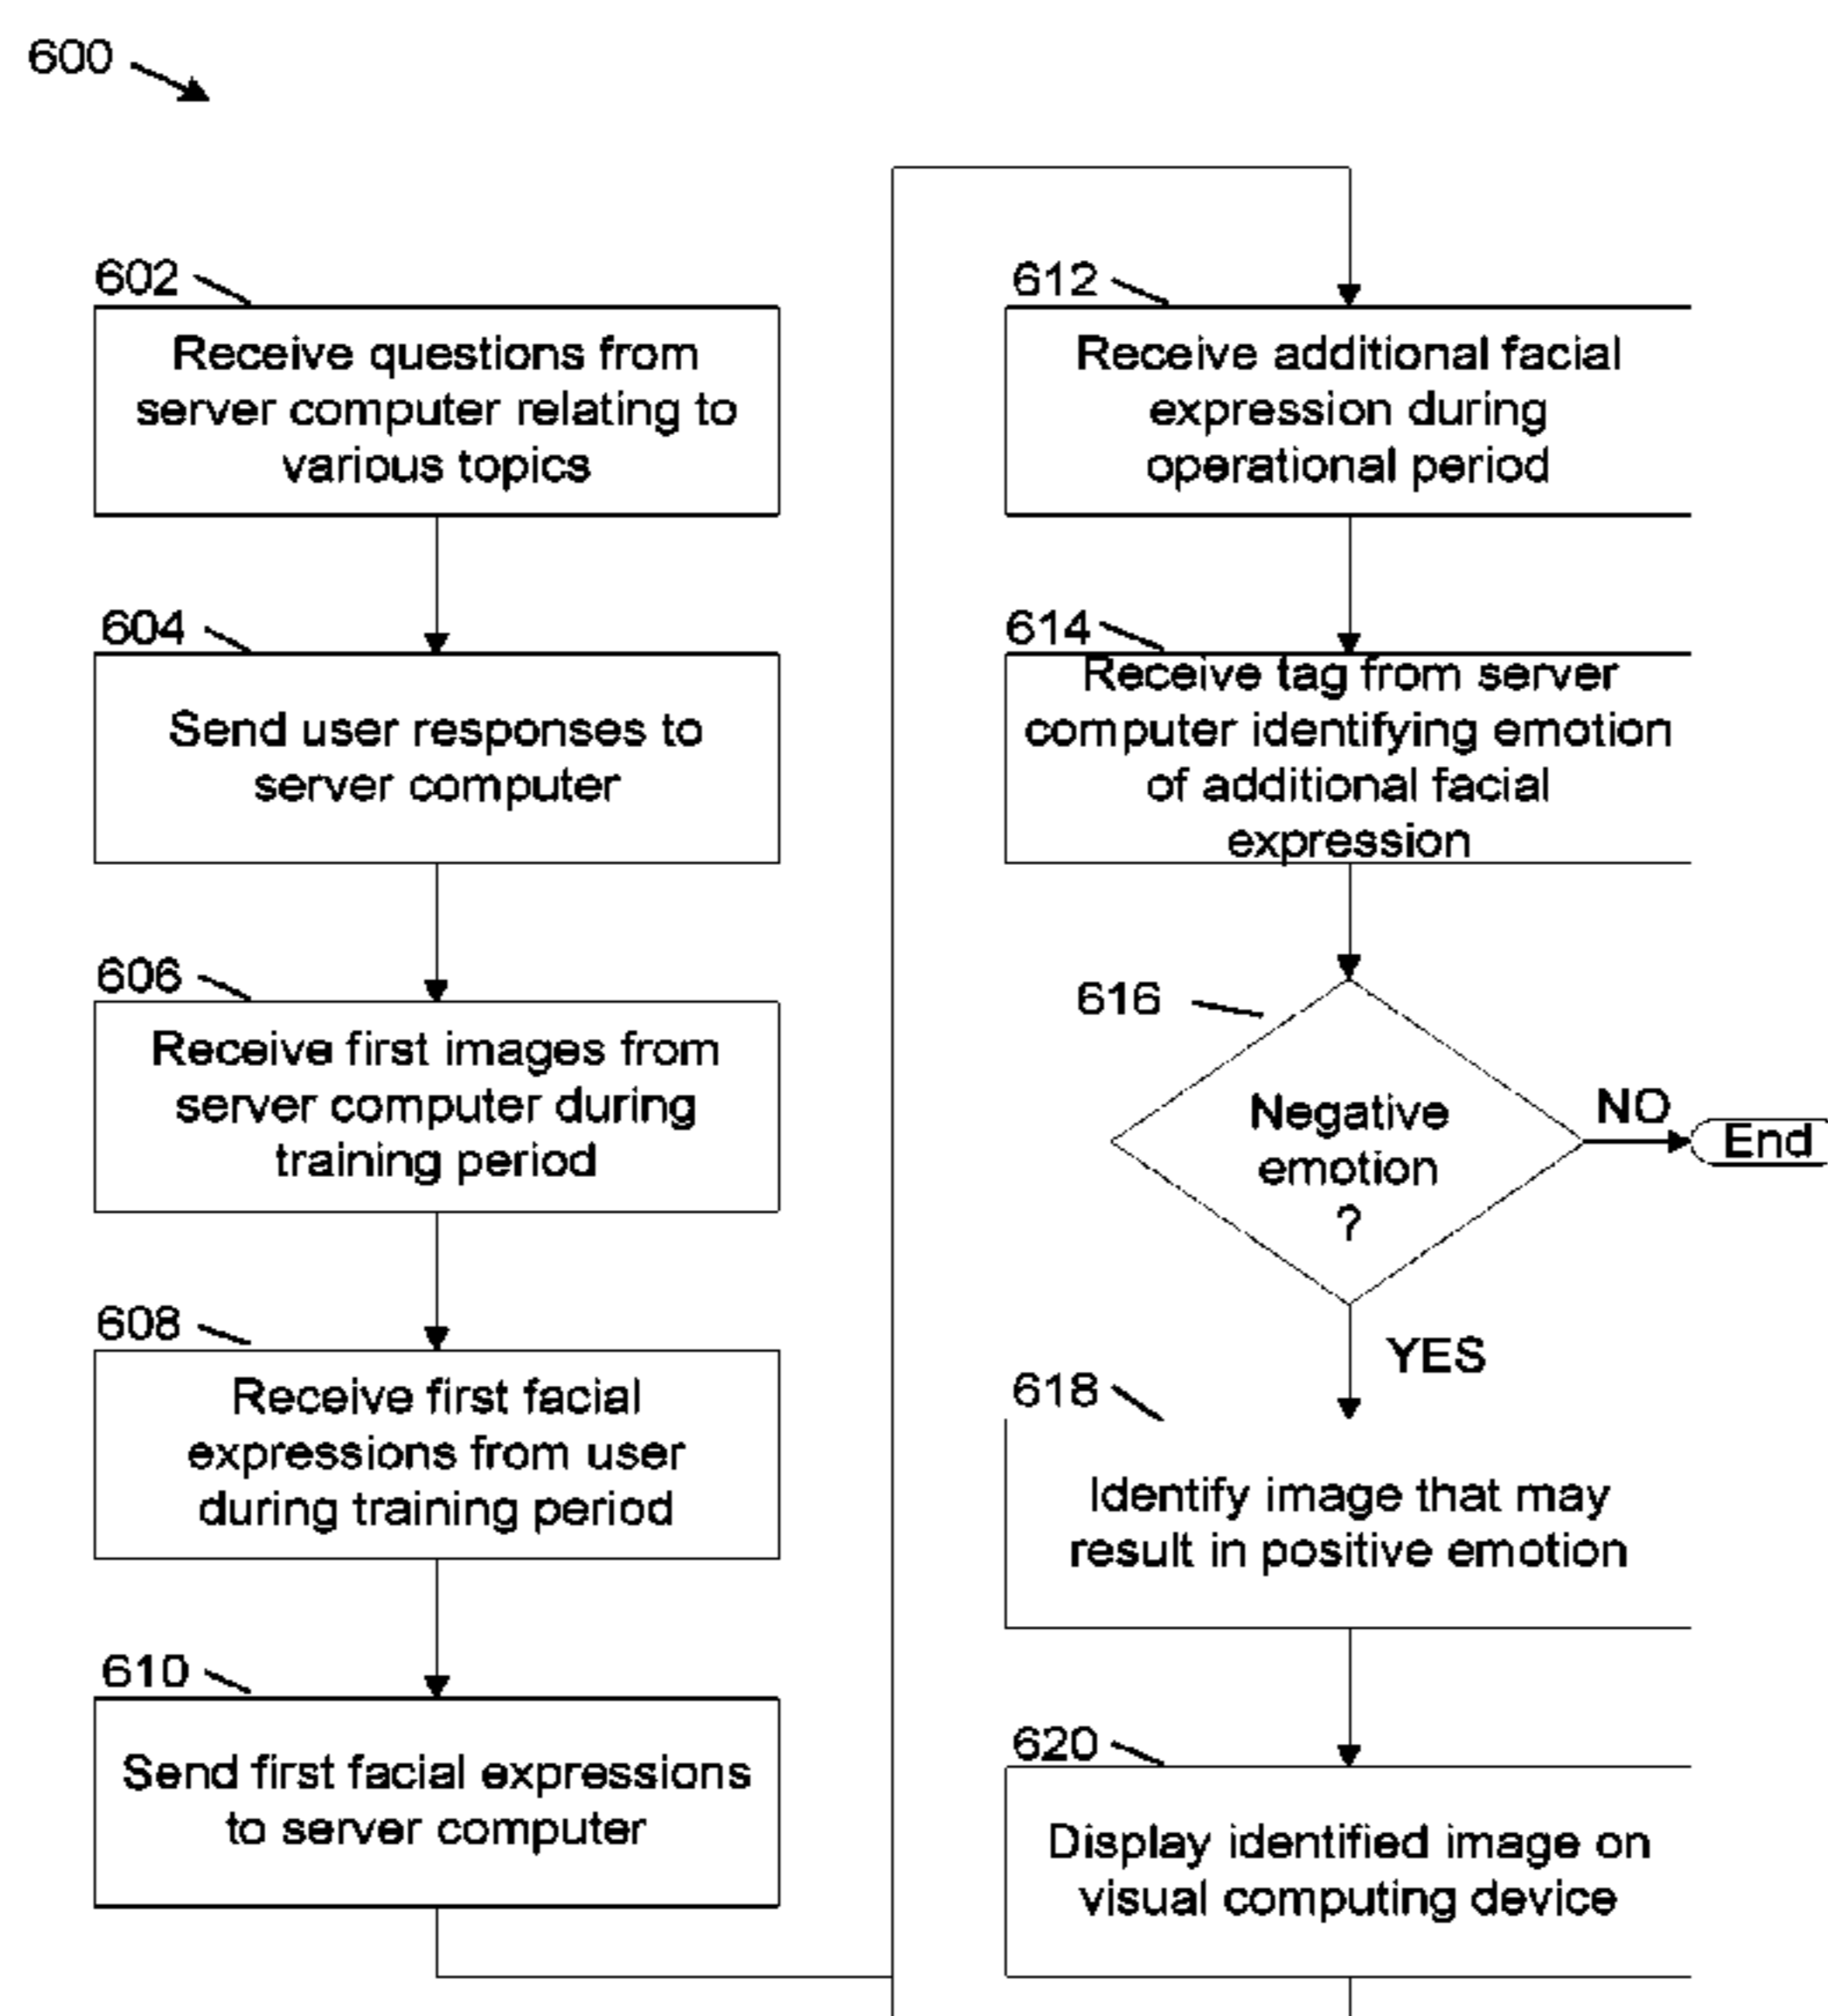 600
602
Receive questions from
server computer relating to
various topics
604
Send user responses to
server computer
606
Receive first images from
server computer during
training period
608
Receive first facial
expressions from user
during training period
610
Send first facial expressions
to server computer
612
Receive additional facial
expression during
operational period
614
Receive tag from server
computer identifying emotion
of additional facial
expression
616
Negative
emotion
?
NO
End
YES
618
Identify image that may
result in positive emotion
620
Display identified image on
visual computing device